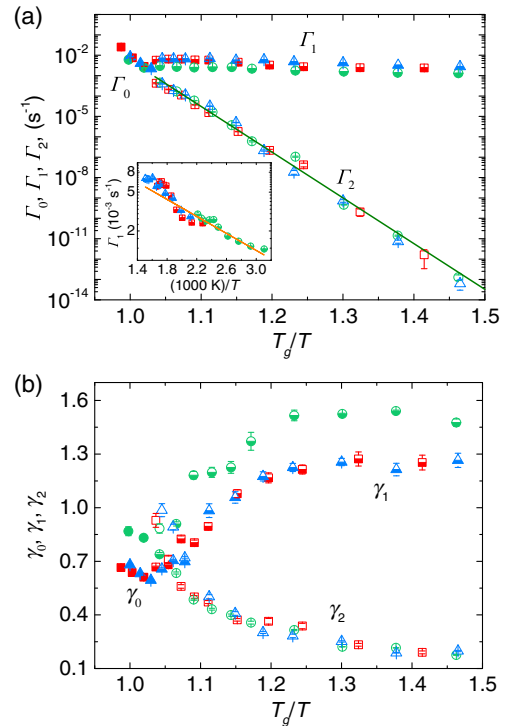 (a)
10⁻²
10⁻⁵
10⁻⁸
10⁻¹¹
10⁻¹⁴
Γ₀, Γ₁, Γ₂, (s⁻¹)
Γ₁
Γ₀
Γ₂
8
5
2
Γ₁ (10⁻³ s⁻¹)
1.4 1.8 2.2 2.6 3.0
(1000 K)/T
1.0 1.1 1.2 1.3 1.4 1.5
T_g/T
(b)
1.6
1.3
1.0
0.7
0.4
0.1
γ₀, γ₁, γ₂
γ₁
γ₀
γ₂
1.0 1.1 1.2 1.3 1.4 1.5
T_g/T